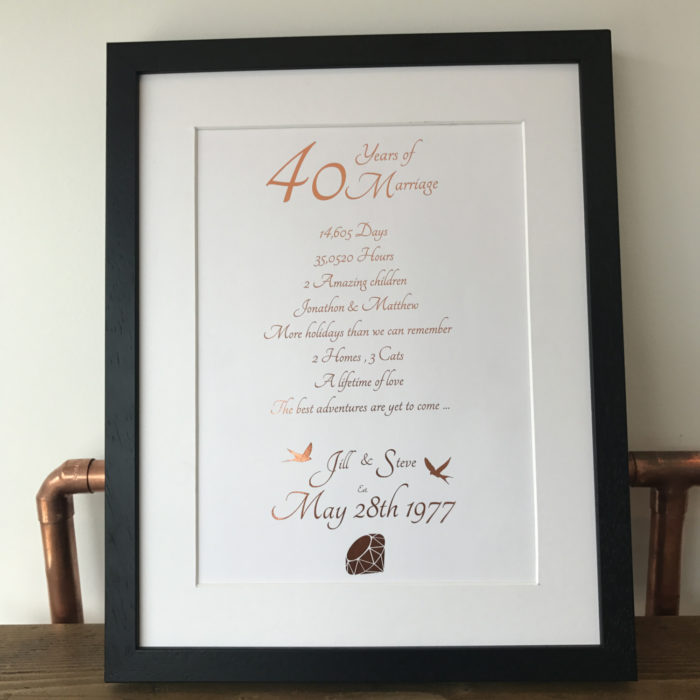 40 Years of
Marriage
14,605 Days
35,0520 Hours
2 Amazing children
Jonathon & Matthew
More holidays than we can remember
2 Homes , 3 Cats
A lifetime of love
The best adventures are yet to come ...
Jill & Steve
Est
May 28th 1977